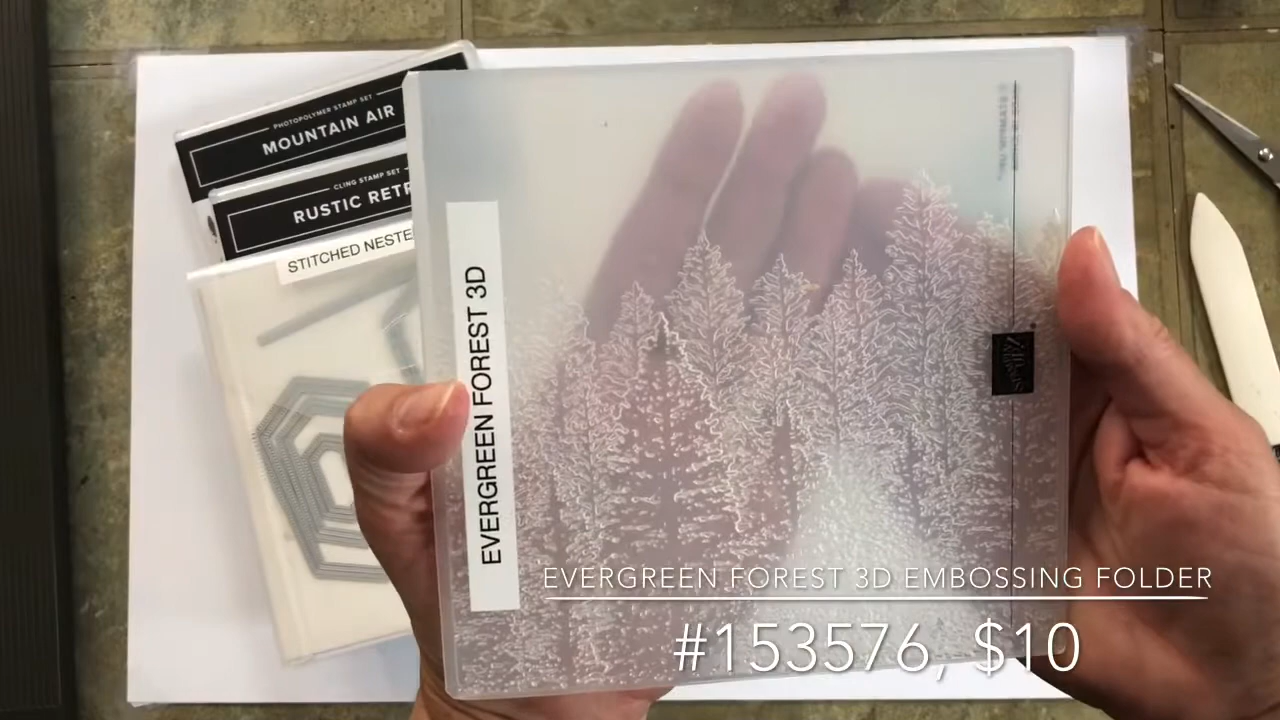 PHOTOPOLYMER STAMP SET
MOUNTAIN AIR
CLING STAMP SET
RUSTIC RETR
STITCHED NESTE
EVERGREEN FOREST 3D
EVERGREEN FOREST 3D EMBOSSING FOLDER
#153576, $10